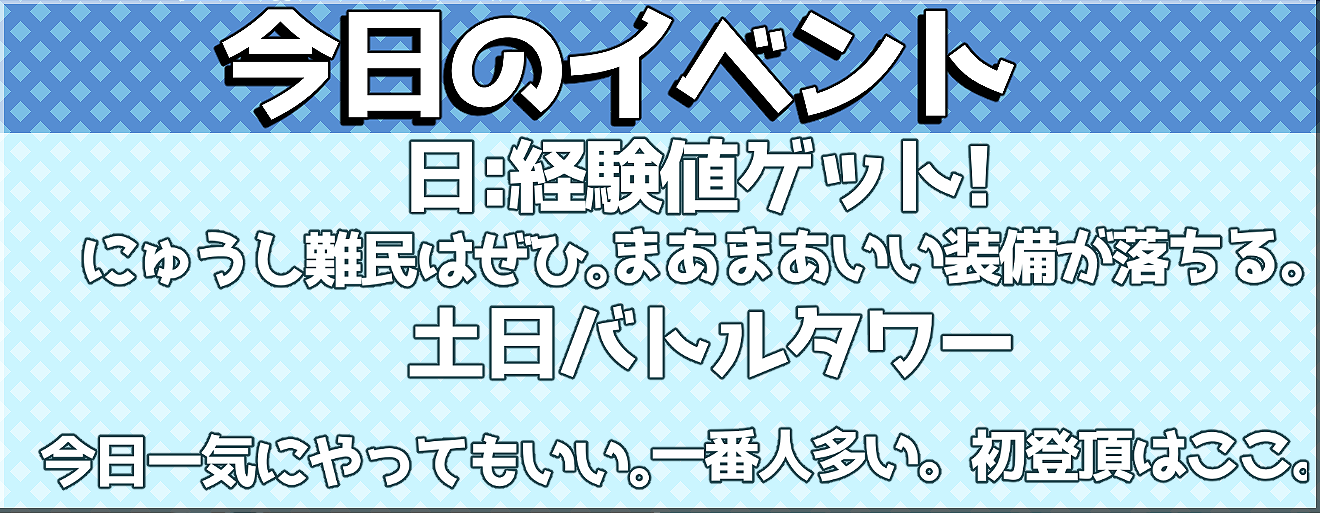 今日のイベント
日:経験値ゲット!
にゅうし難民はぜひ。まあまあいい装備が落ちる。
土日バトルタワー
今日一気にやってもいい。一番人多い。初登頂はここ。